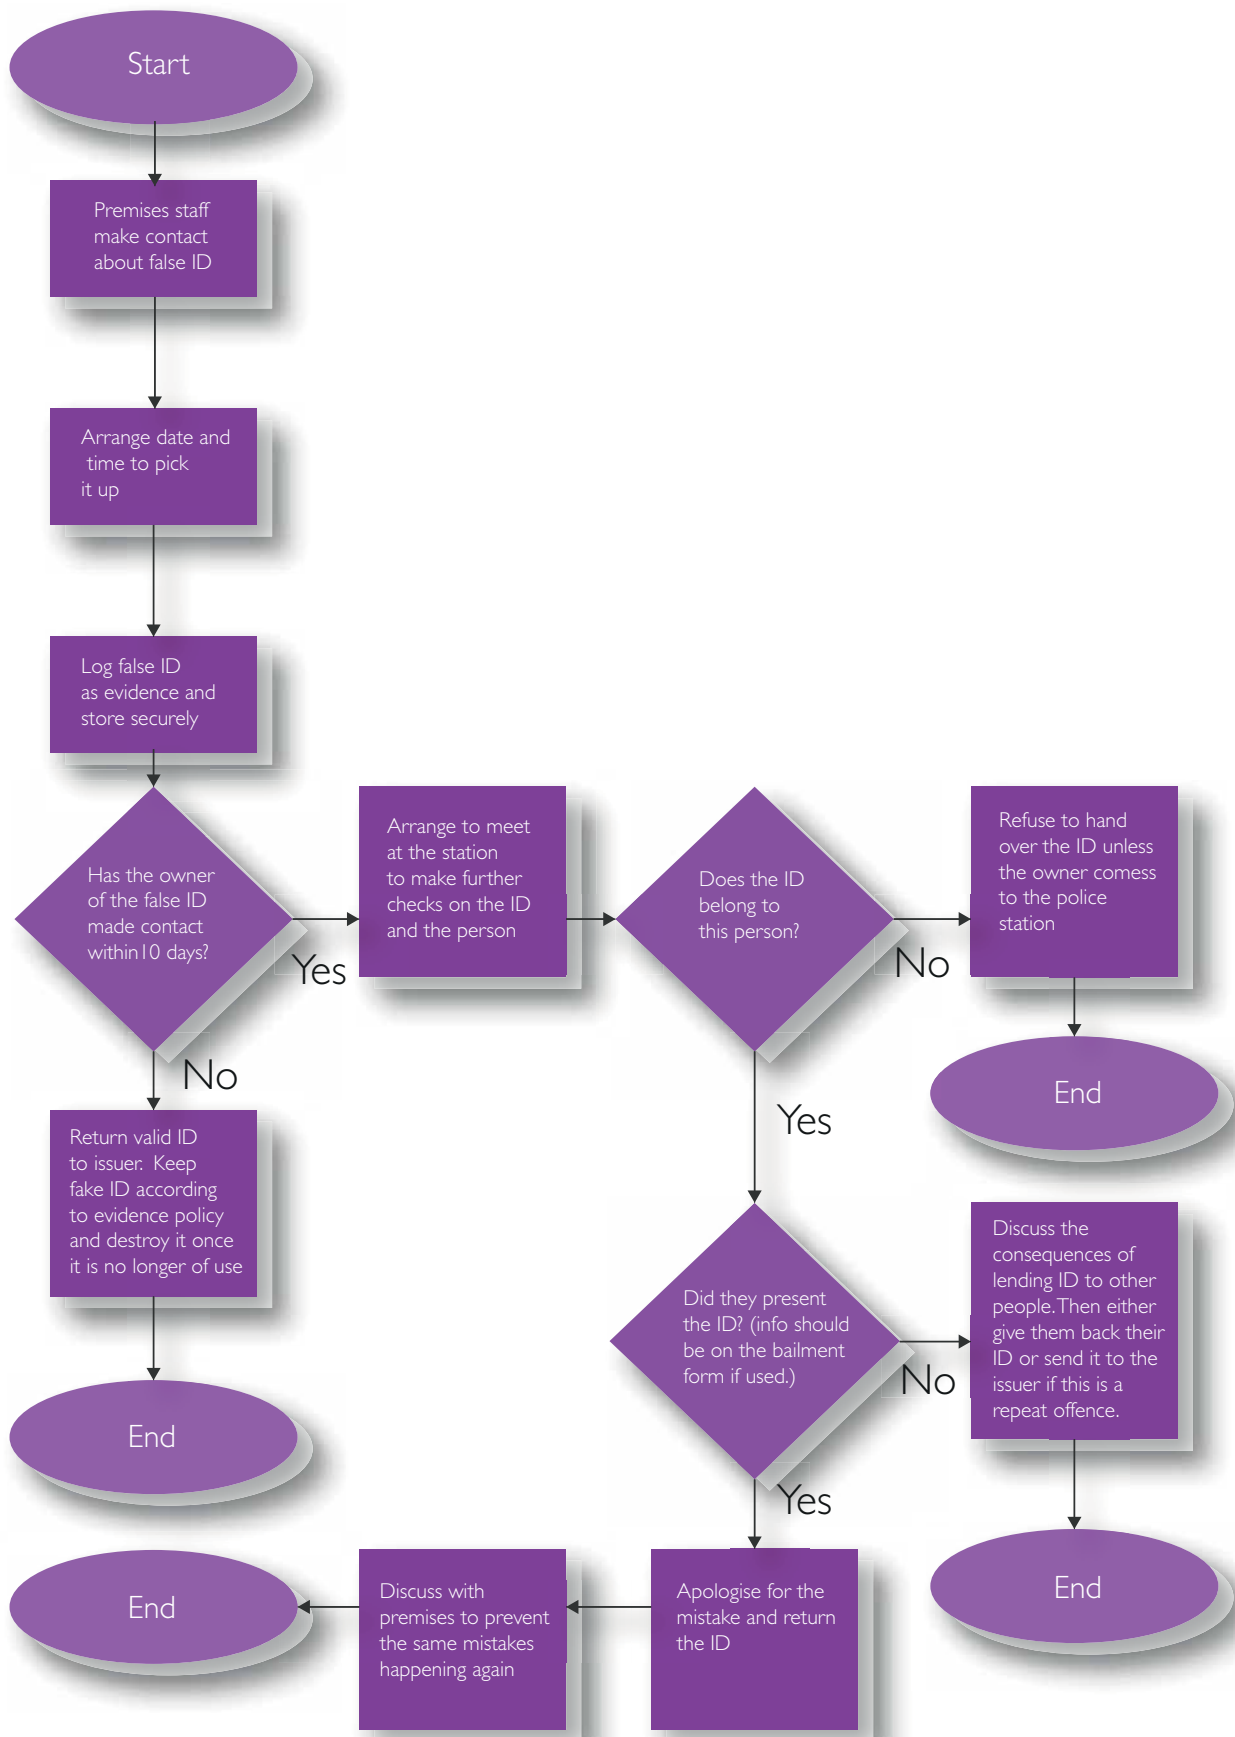 Start
Premises staff
make contact
about false ID
Arrange date and
time to pick
it up
Log false ID
as evidence and
store securely
Has the owner
of the false ID
made contact
within10 days?
Yes
Arrange to meet
at the station
to make further
checks on the ID
and the person
Does the ID
belong to
this person?
No
Refuse to hand
over the ID unless
the owner comess
to the police
station
End
No
Return valid ID
to issuer. Keep
fake ID according
to evidence policy
and destroy it once
it is no longer of use
End
Yes
Did they present
the ID? (info should
be on the bailment
form if used.)
No
Discuss the
consequences of
lending ID to other
people. Then either
give them back their
ID or send it to the
issuer if this is a
repeat offence.
End
Yes
Apologise for the
mistake and return
the ID
Discuss with
premises to prevent
the same mistakes
happening again
End